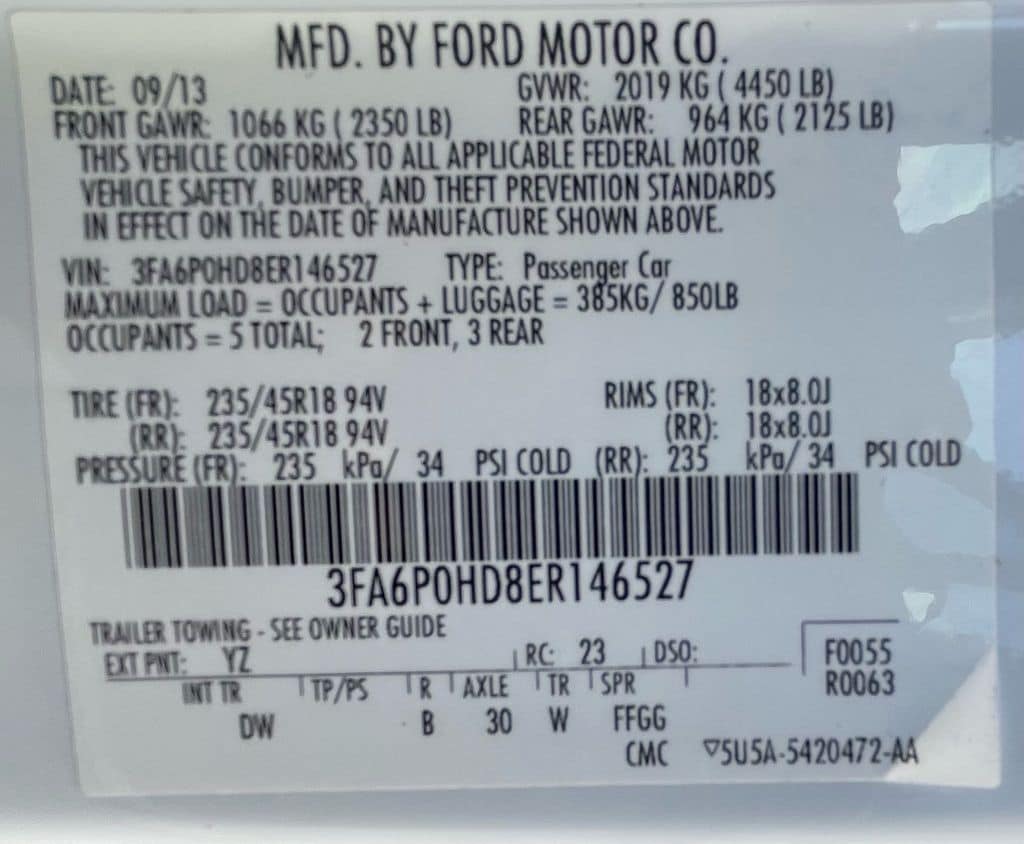 MFD. BY FORD MOTOR CO.
DATE: 09/13 GVWR: 2019 KG ( 4450 LB)
FRONT GAWR: 1066 KG ( 2350 LB) REAR GAWR: 964 KG ( 2125 LB)
THIS VEHICLE CONFORMS TO ALL APPLICABLE FEDERAL MOTOR
VEHICLE SAFETY, BUMPER, AND THEFT PREVENTION STANDARDS
IN EFFECT ON THE DATE OF MANUFACTURE SHOWN ABOVE.
VIN: 3FA6P0HD8ER146527 TYPE: Passenger Car
MAXIMUM LOAD = OCCUPANTS + LUGGAGE = 385KG/ 850LB
OCCUPANTS = 5 TOTAL; 2 FRONT, 3 REAR
TIRE (FR): 235/45R18 94V RIMS (FR): 18x8.0J
(RR): 235/45R18 94V (RR): 18x8.0J
PRESSURE (FR): 235 kPa/ 34 PSI COLD (RR): 235 kPa/ 34 PSI COLD
3FA6P0HD8ER146527
TRAILER TOWING - SEE OWNER GUIDE
EXT PNT: YZ RC: 23 DSO: F0055
INT TR TP/PS R AXLE TR SPR R0063
DW B 30 W FFGG
CMC ▽5U5A-5420472-AA